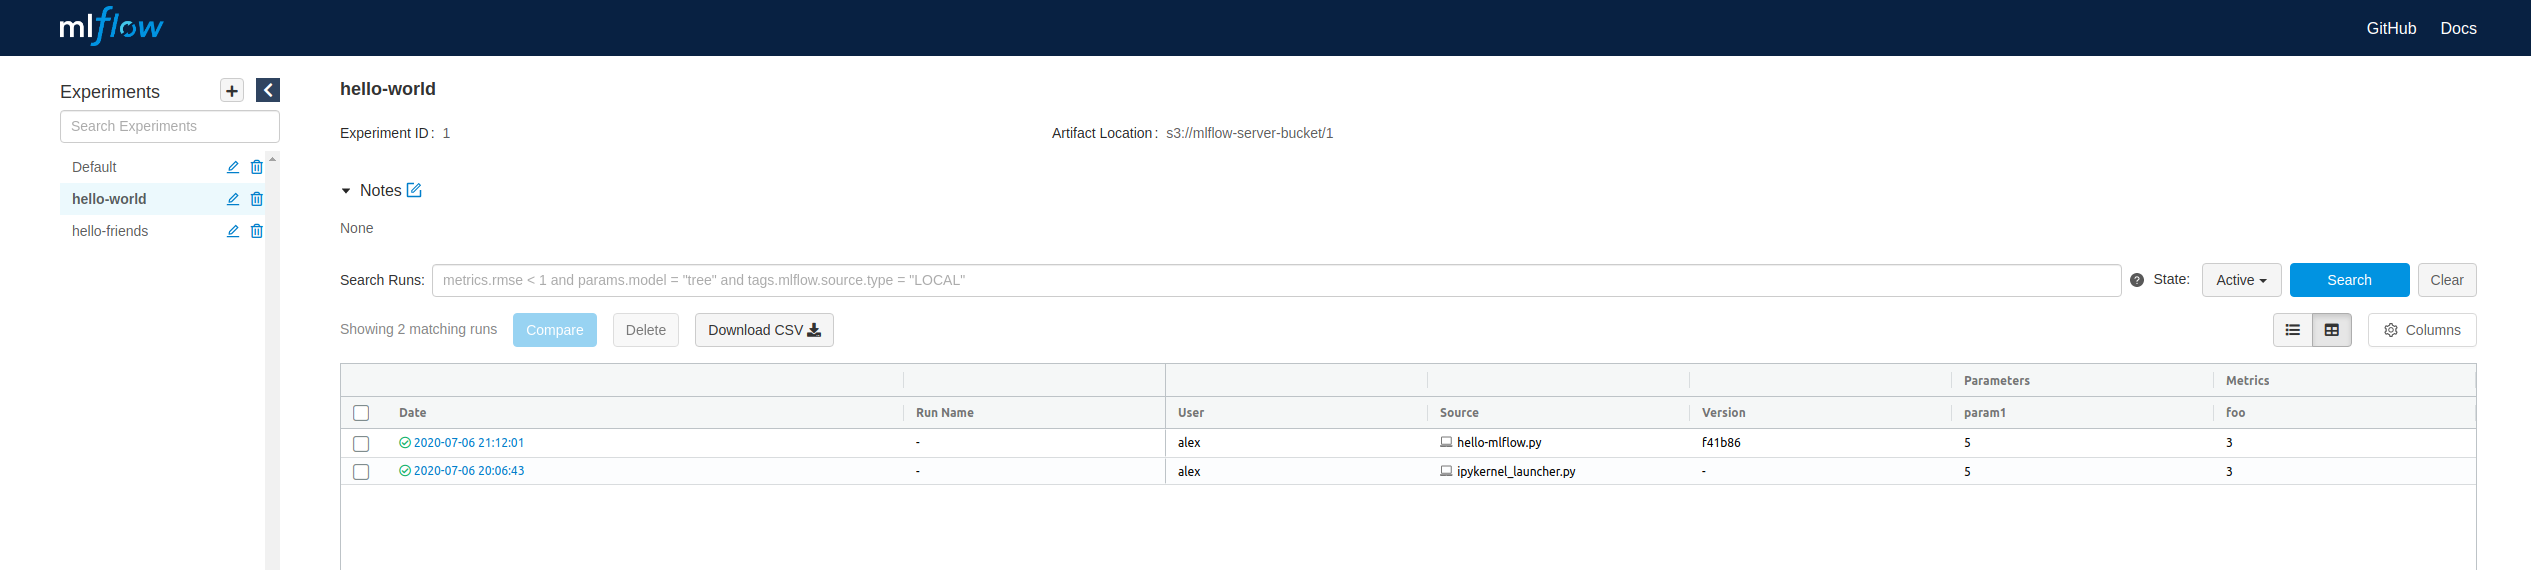 mlflow
GitHub Docs
Experiments
Search Experiments
Default
hello-world
hello-friends
hello-world
Experiment ID: 1 Artifact Location: s3://mlflow-server-bucket/1
Notes
None
Search Runs: metrics.rmse < 1 and params.model = "tree" and tags.mlflow.source.type = "LOCAL" ? State: Active Search Clear
Showing 2 matching runs Compare Delete Download CSV Columns
Parameters Metrics
Date Run Name User Source Version param1 foo
2020-07-06 21:12:01 - alex hello-mlflow.py f41b86 5 3
2020-07-06 20:06:43 - alex ipykernel_launcher.py - 5 3